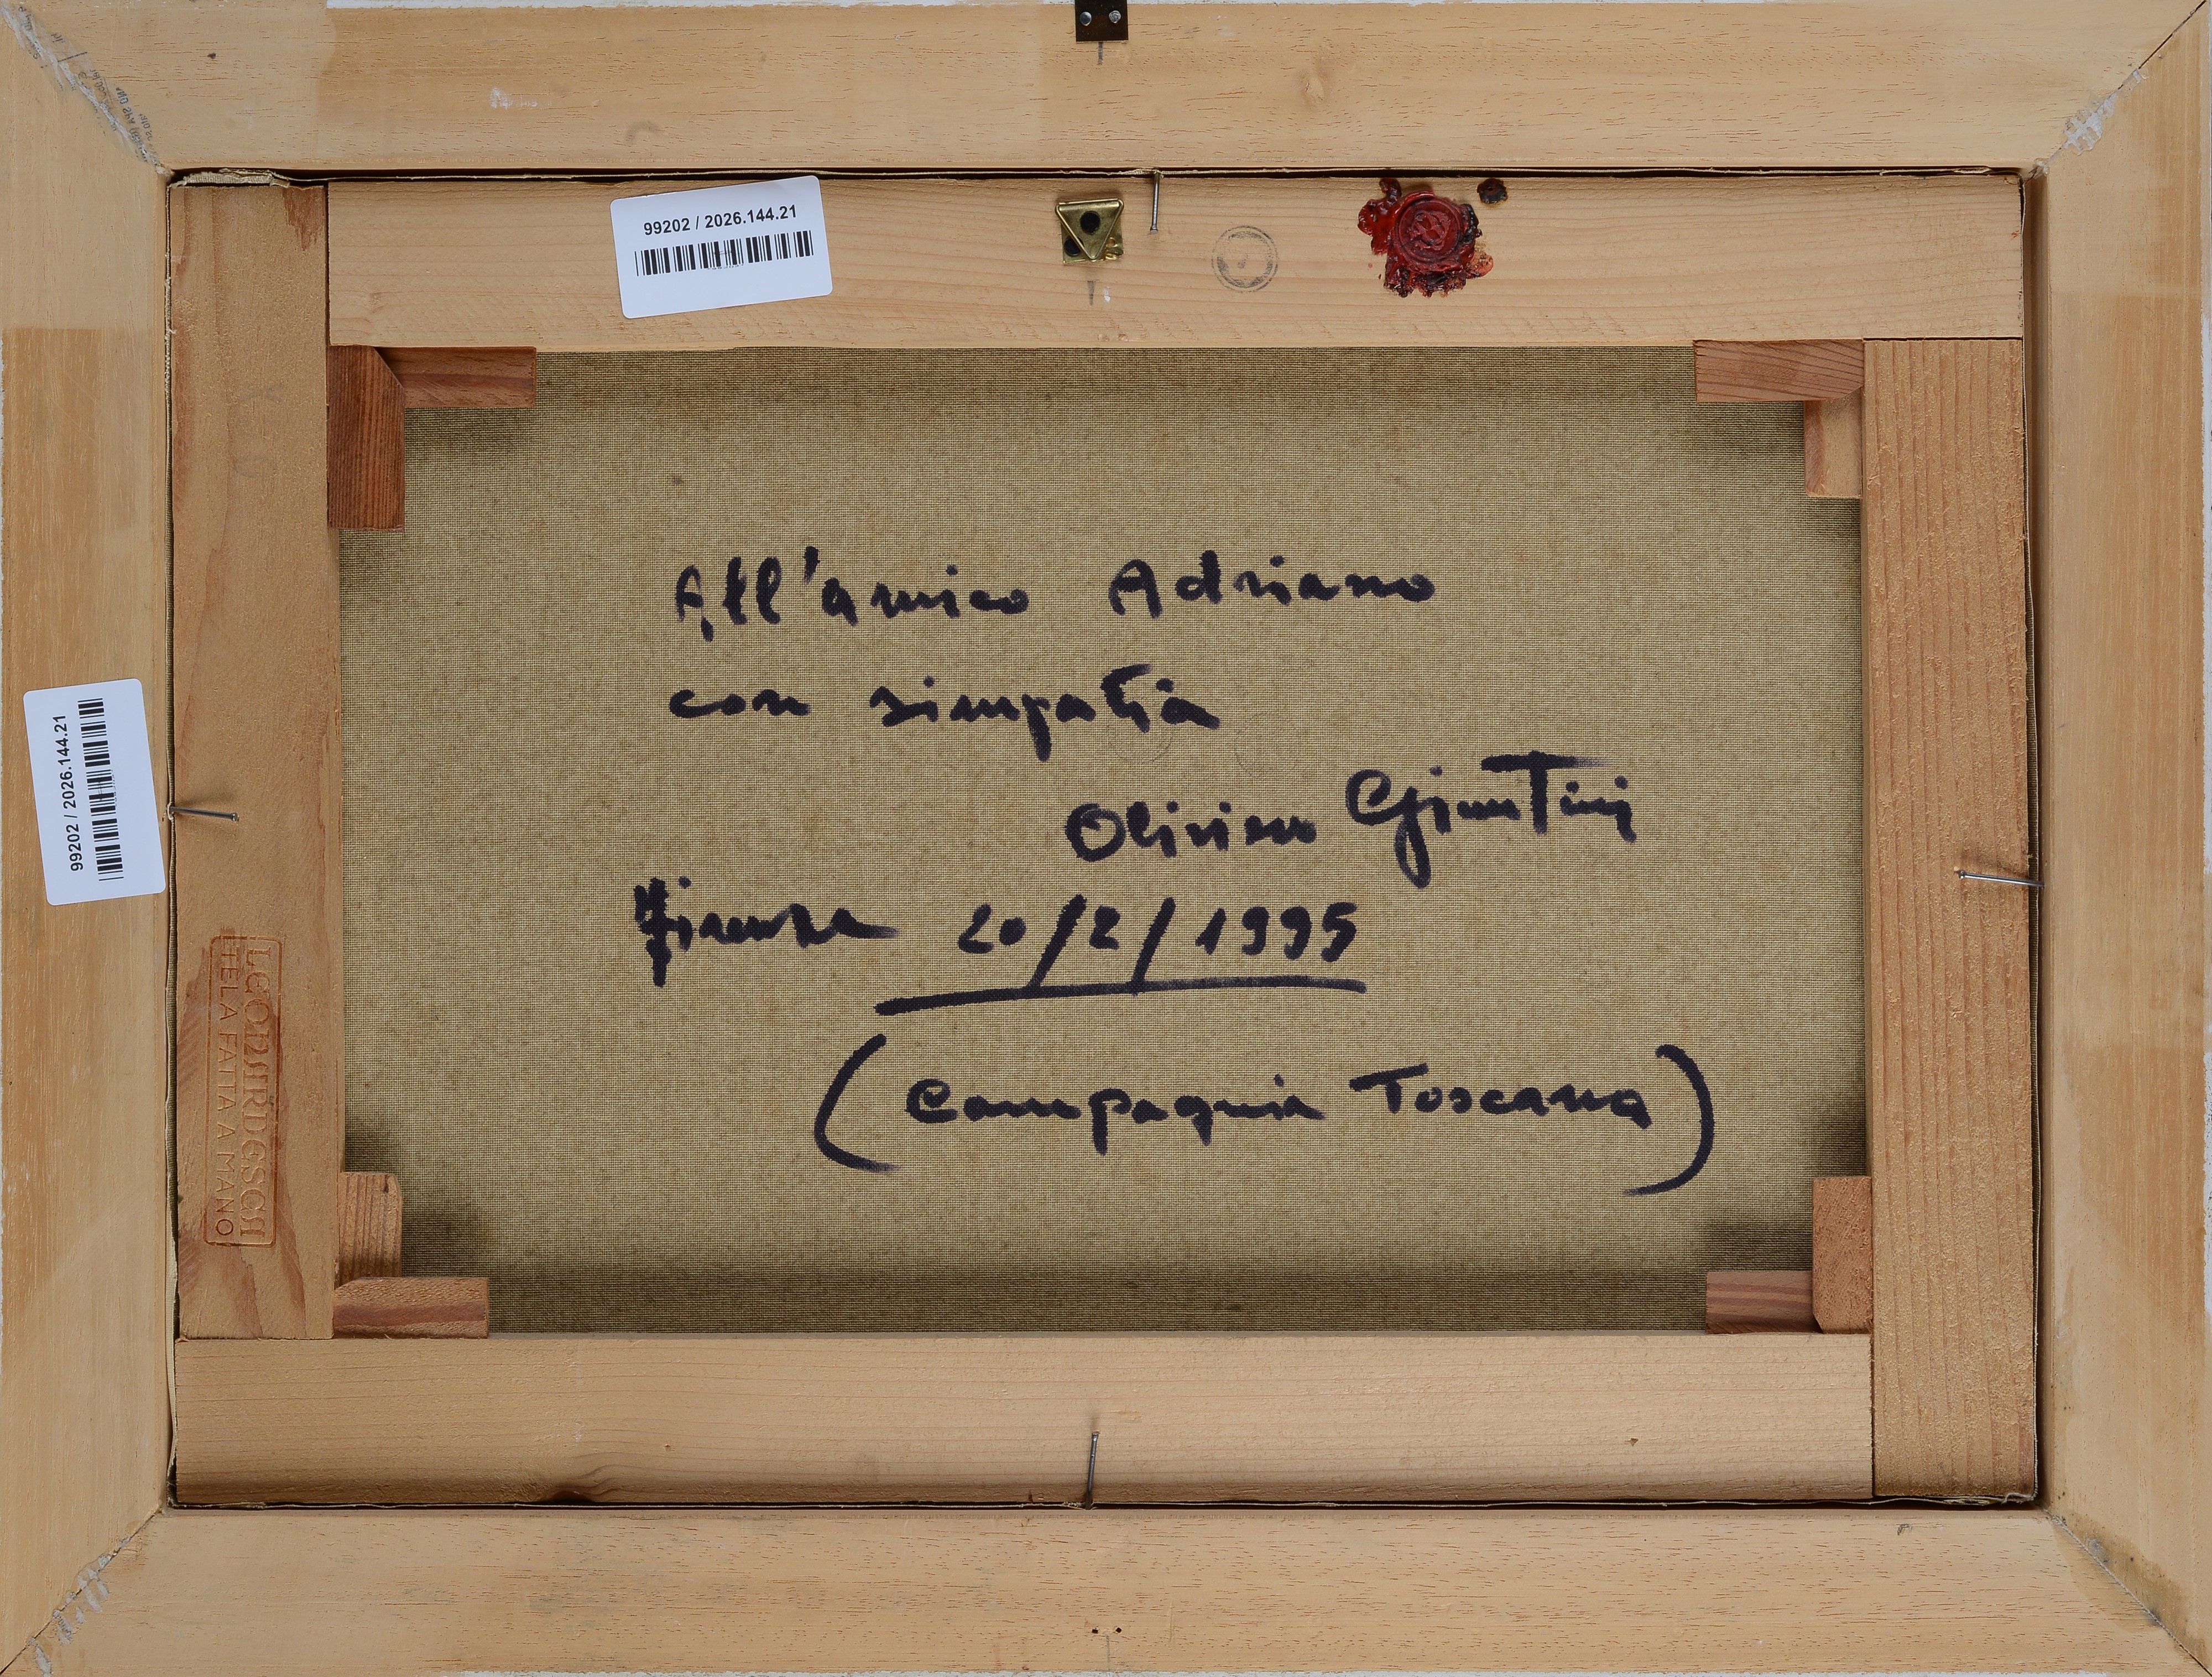 99202 / 2026.144.21
99202 / 2026.144.21
All'amico Adriano
con simpatia
Oliviero Giuntini
Firenze 20/2/1995
(Campagna Toscana)
TELA FATTA A MANO